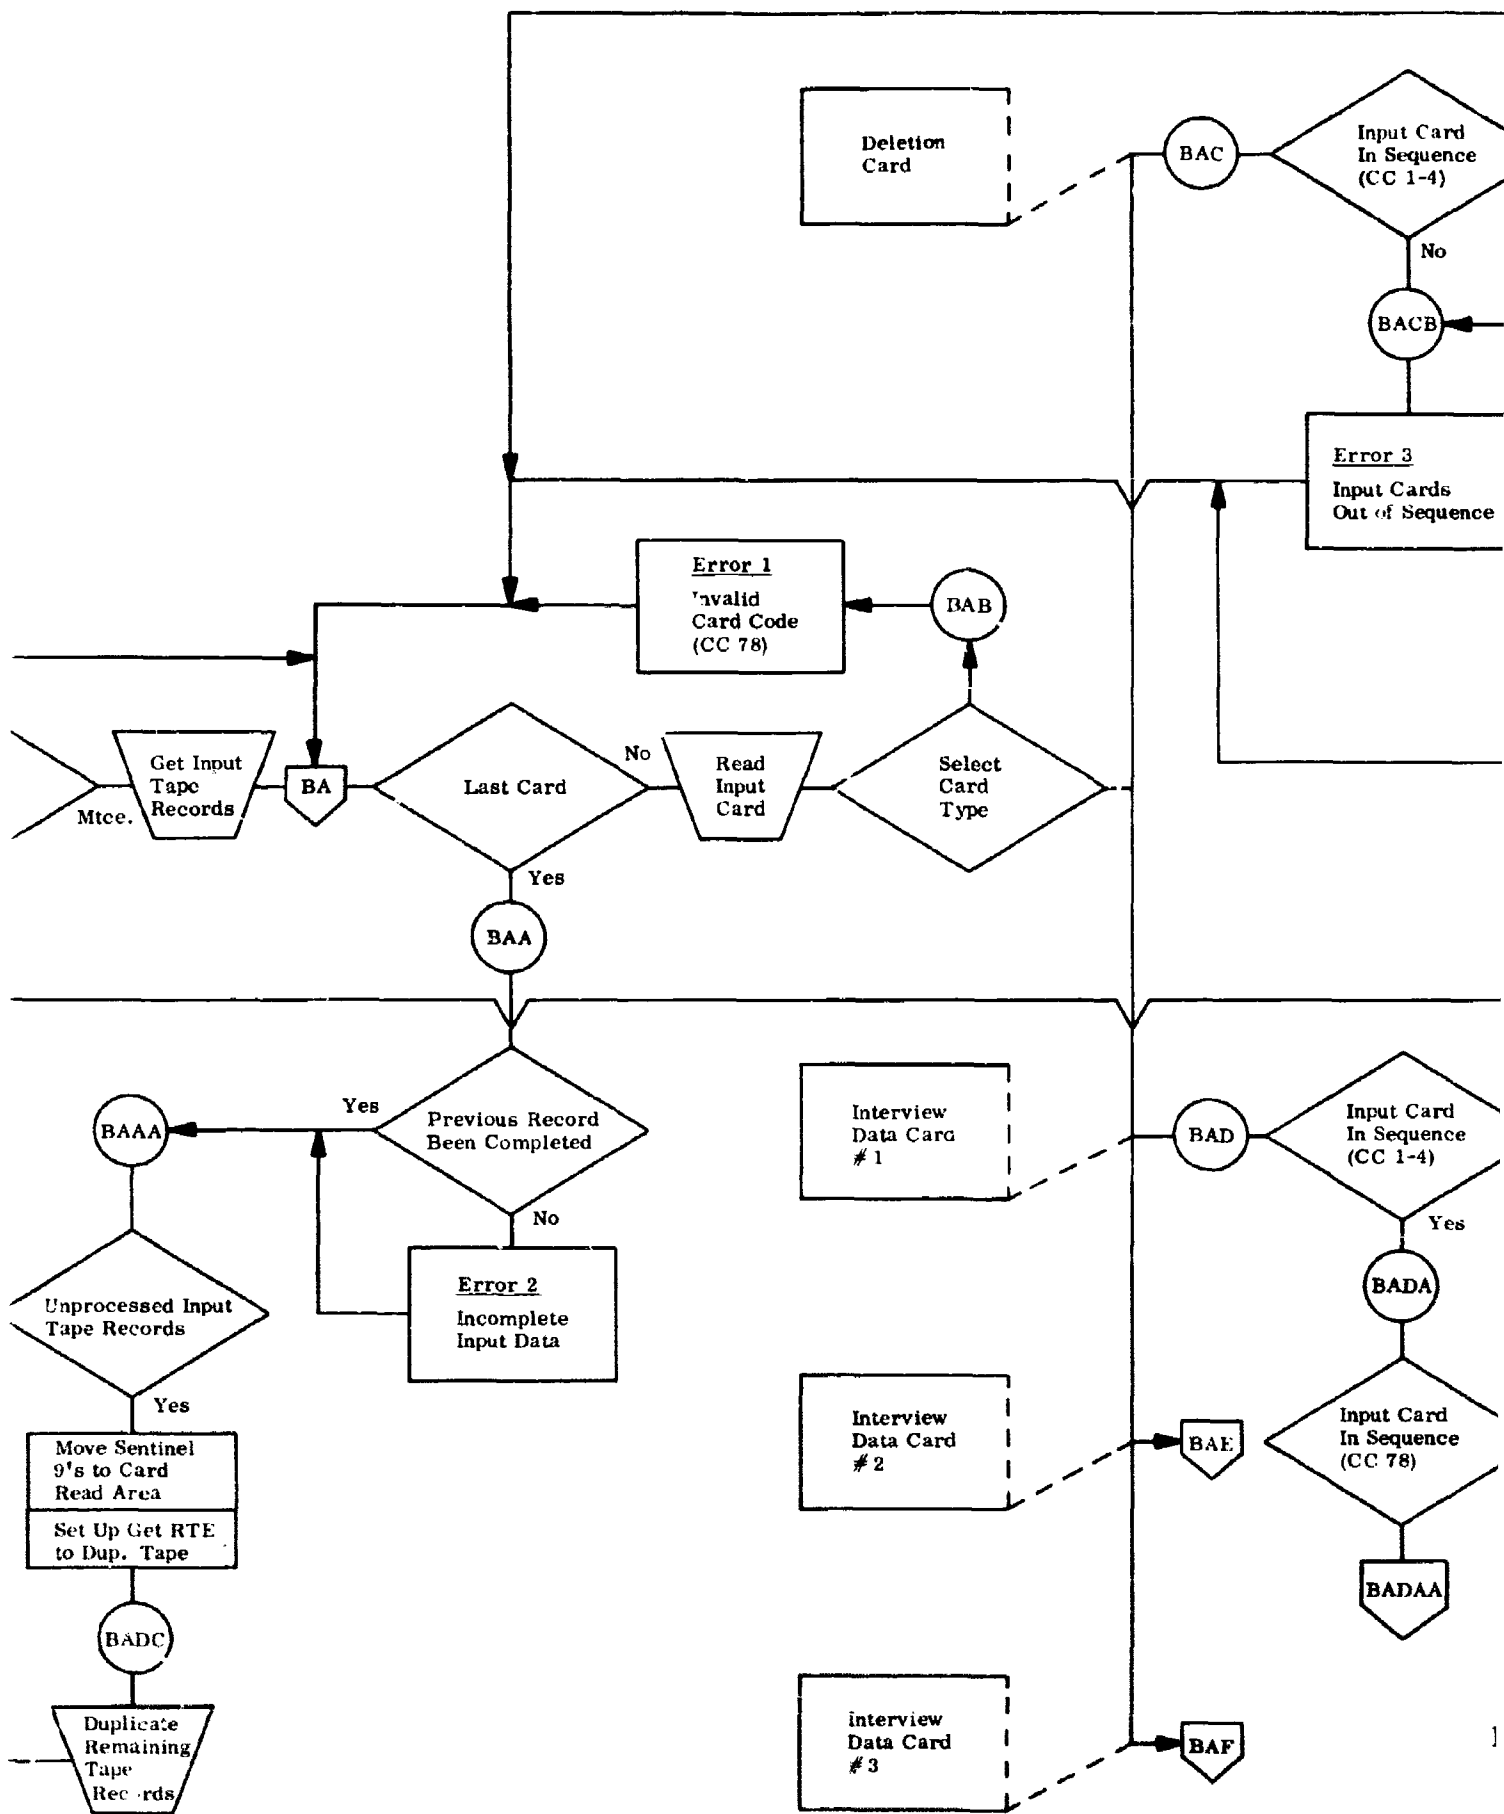 Deletion
Card
BAC
Input Card
In Sequence
(CC 1-4)
No
BACB
Error 3
Input Cards
Out of Sequence
Error 1
Invalid
Card Code
(CC 78)
BAB
Mtce.
Get Input
Tape
Records
BA
Last Card
No
Read
Input
Card
Select
Card
Type
Yes
BAA
BAAA
Yes
Previous Record
Been Completed
No
Error 2
Incomplete
Input Data
Unprocessed Input
Tape Records
Yes
Move Sentinel
9's to Card
Read Area
Set Up Get RTE
to Dup. Tape
BADC
Duplicate
Remaining
Tape
Records
Interview
Data Card
# 1
BAD
Input Card
In Sequence
(CC 1-4)
Yes
BADA
Interview
Data Card
# 2
BAE
Input Card
In Sequence
(CC 78)
BADAA
Interview
Data Card
# 3
BAF